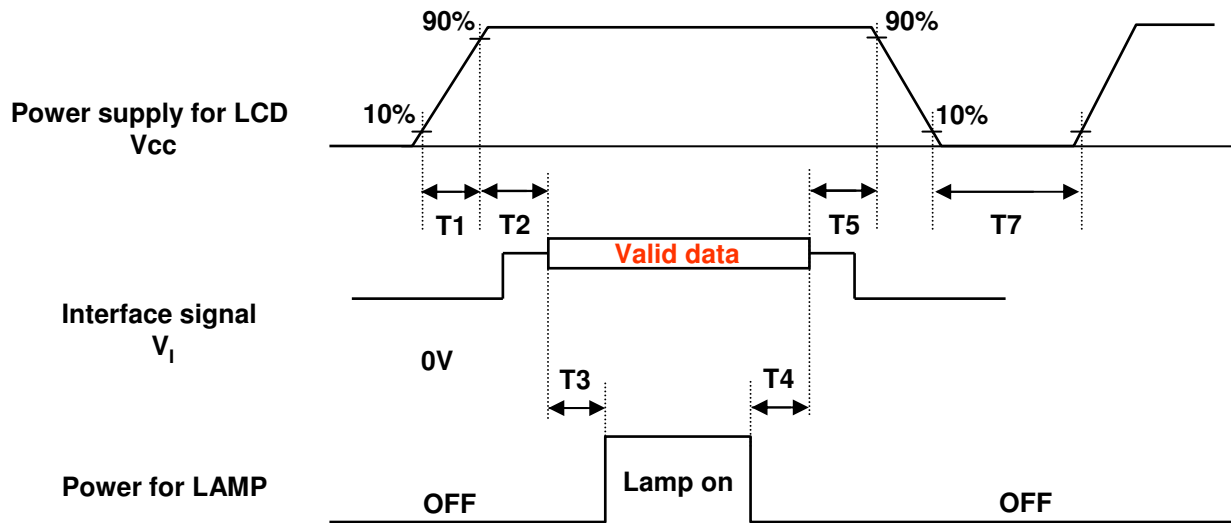 90%
90%
Power supply for LCD
Vcc
10%
10%
T1
T2
T5
T7
Valid data
Interface signal
VI
0V
T3
T4
Power for LAMP
OFF
Lamp on
OFF